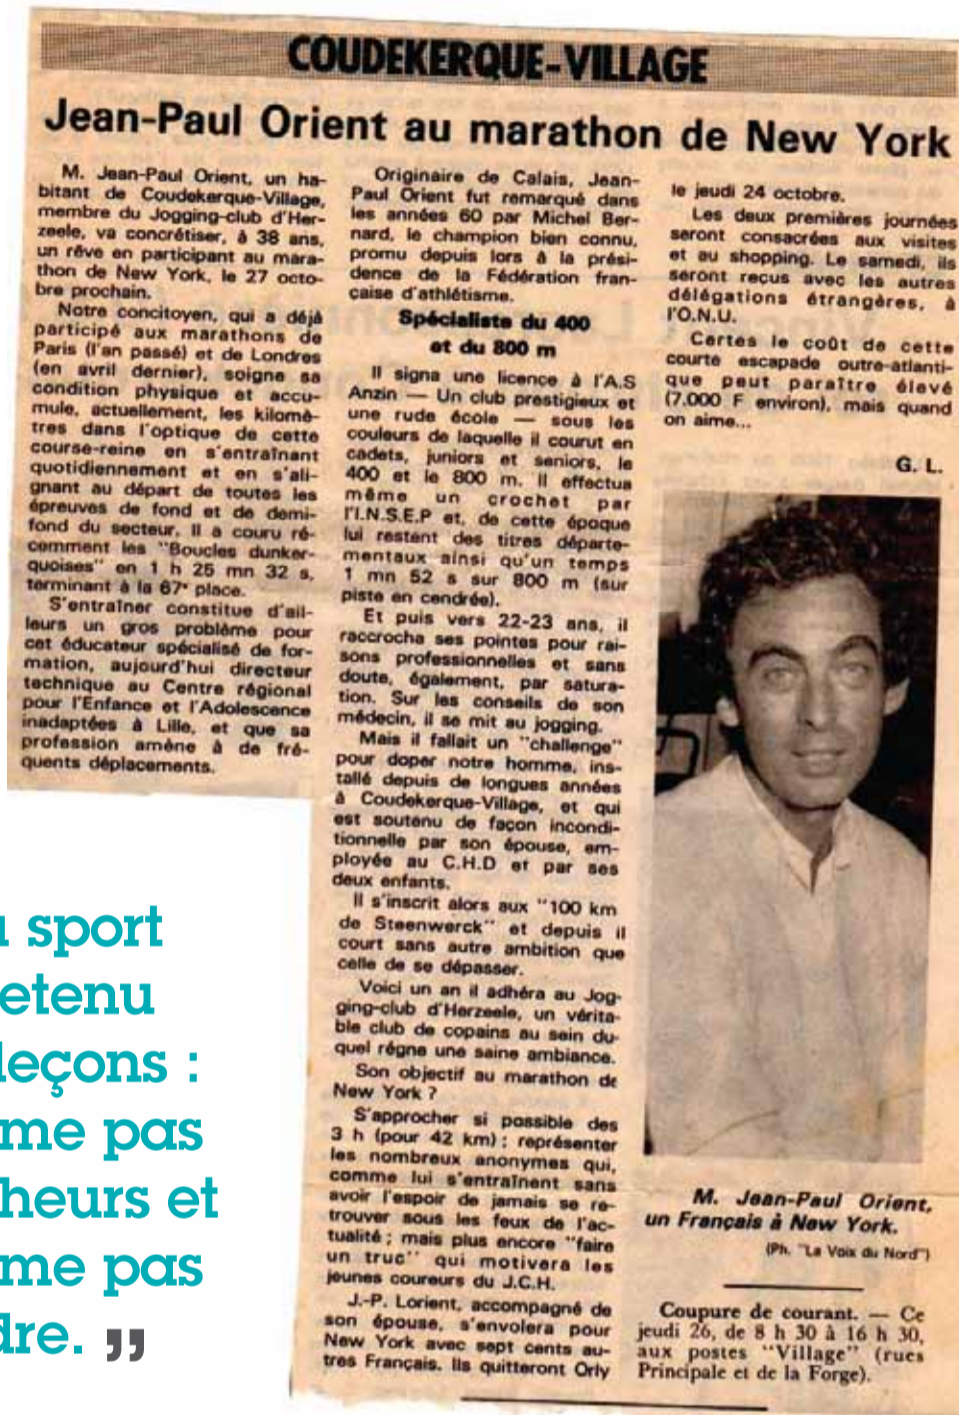 COUDEKERQUE-VILLAGE
Jean-Paul Orient au marathon de New York
M. Jean-Paul Orient, un ha-
bitant de Coudekerque-Village,
membre du Jogging-club d'Her-
zeele, va concrétiser, à 38 ans,
un rêve en participant au mara-
thon de New York, le 27 octo-
bre prochain.
Notre concitoyen, qui a déjà
participé aux marathons de
Paris (l'an passé) et de Londres
(en avril dernier), soigne sa
condition physique et accu-
mule, actuellement, les kilomè-
tres dans l'optique de cette
course-reine en s'entraînant
quotidiennement et en s'ali-
gnant au départ de toutes les
épreuves de fond et de demi-
fond du secteur. Il a couru ré-
cemment les "Boucles dunker-
quoises" en 1 h 25 mn 32 s,
terminant à la 67e place.
S'entraîner constitue d'ail-
leurs un gros problème pour
cet éducateur spécialisé de for-
mation, aujourd'hui directeur
technique au Centre régional
pour l'Enfance et l'Adolescence
inadaptées à Lille, et que sa
profession amène à de fré-
quents déplacements.
Originaire de Calais, Jean-
Paul Orient fut remarqué dans
les années 60 par Michel Ber-
nard, le champion bien connu,
promu depuis lors à la prési-
dence de la Fédération fran-
çaise d'athlétisme.
Spécialiste du 400
et du 800 m
Il signa une licence à l'A.S
Anzin — Un club prestigieux et
une rude école — sous les
couleurs de laquelle il courut en
cadets, juniors et seniors, le
400 et le 800 m. Il effectua
même un crochet par
l'I.N.S.E.P et, de cette époque
lui restent des titres départe-
mentaux ainsi qu'un temps
1 mn 52 s sur 800 m (sur
piste en cendrée).
Et puis vers 22-23 ans, il
raccrocha ses pointes pour rai-
sons professionnelles et sans
doute, également, par satura-
tion. Sur les conseils de son
médecin, il se mit au jogging.
Mais il fallait un "challenge"
pour doper notre homme, ins-
tallé depuis de longues années
à Coudekerque-Village, et qui
est soutenu de façon incondi-
tionnelle par son épouse, em-
ployée au C.H.D et par ses
deux enfants.
Il s'inscrit alors aux "100 km
de Steenwerck" et depuis il
court sans autre ambition que
celle de se dépasser.
Voici un an il adhéra au Jog-
ging-club d'Herzeele, un vérita-
ble club de copains au sein du-
quel règne une saine ambiance.
Son objectif au marathon de
New York ?
S'approcher si possible des
3 h (pour 42 km) ; représenter
les nombreux anonymes qui,
comme lui s'entraînent sans
avoir l'espoir de jamais se re-
trouver sous les feux de l'ac-
tualité ; mais plus encore "faire
un truc" qui motivera les
jeunes coureurs du J.C.H.
J.-P. Lorient, accompagné de
son épouse, s'envolera pour
New York avec sept cents au-
tres Français. Ils quitteront Orly
le jeudi 24 octobre.
Les deux premières journées
seront consacrées aux visites
et au shopping. Le samedi, ils
seront reçus avec les autres
délégations étrangères, à
l'O.N.U.
Certes le coût de cette
courte escapade outre-atlanti-
que peut paraître élevé
(7.000 F environ), mais quand
on aime...
G. L.
M. Jean-Paul Orient,
un Français à New York.
(Ph. "La Voix du Nord")
Coupure de courant. — Ce
jeudi 26, de 8 h 30 à 16 h 30,
aux postes "Village" (rues
Principale et de la Forge).
sport
etenu
leçons :
me pas
heurs et
me pas
dre. ”